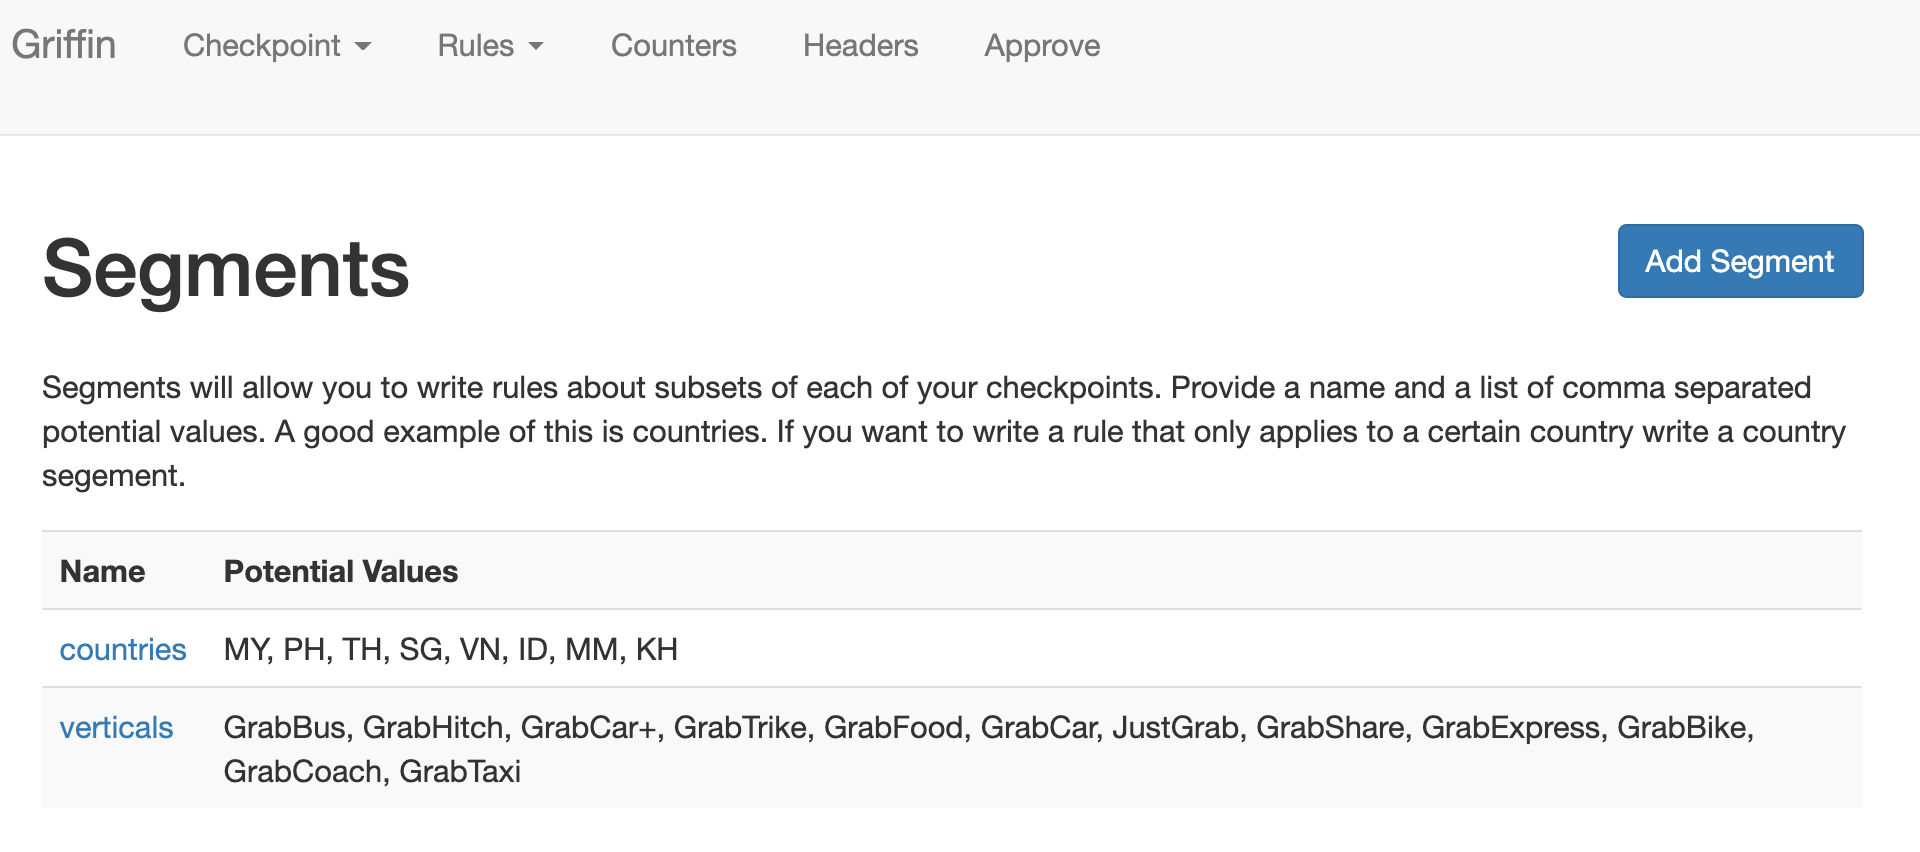 Griffin Checkpoint Rules Counters Headers Approve
Segments
Add Segment
Segments will allow you to write rules about subsets of each of your checkpoints. Provide a name and a list of comma separated
potential values. A good example of this is countries. If you want to write a rule that only applies to a certain country write a country
segement.
Name Potential Values
countries MY, PH, TH, SG, VN, ID, MM, KH
verticals GrabBus, GrabHitch, GrabCar+, GrabTrike, GrabFood, GrabCar, JustGrab, GrabShare, GrabExpress, GrabBike,
GrabCoach, GrabTaxi